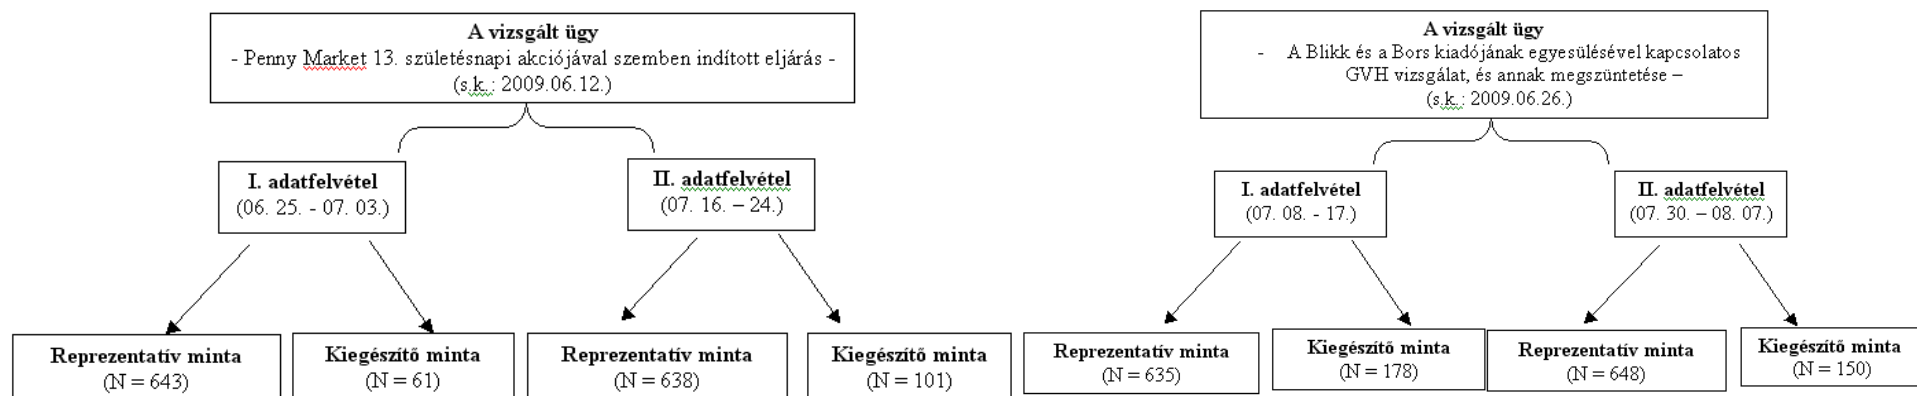 A vizsgált ügy
- Penny Market 13. születésnapi akciójával szemben indított eljárás -
(s.k.: 2009.06.12.)
I. adatfelvétel
(06. 25. - 07. 03.)
II. adatfelvétel
(07. 16. – 24.)
Reprezentatív minta
(N = 643)
Kiegészítő minta
(N = 61)
Reprezentatív minta
(N = 638)
Kiegészítő minta
(N = 101)
A vizsgált ügy
- A Blikk és a Bors kiadójának egyesülésével kapcsolatos
GVH vizsgálat, és annak megszüntetése –
(s.k.: 2009.06.26.)
I. adatfelvétel
(07. 08. - 17.)
II. adatfelvétel
(07. 30. – 08. 07.)
Reprezentatív minta
(N = 635)
Kiegészítő minta
(N = 178)
Reprezentatív minta
(N = 648)
Kiegészítő minta
(N = 150)